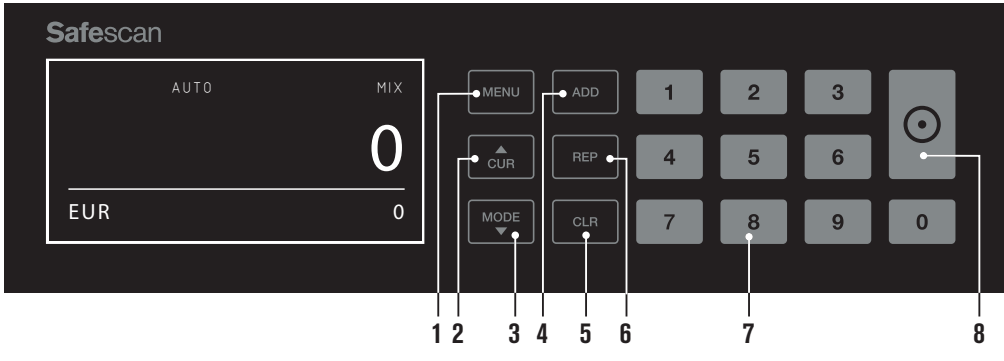 Safescan
AUTO MIX
0
EUR 0
MENU ADD 1 2 3
CUR REP 4 5 6
MODE CLR 7 8 9 0
1 2 3 4 5 6 7 8